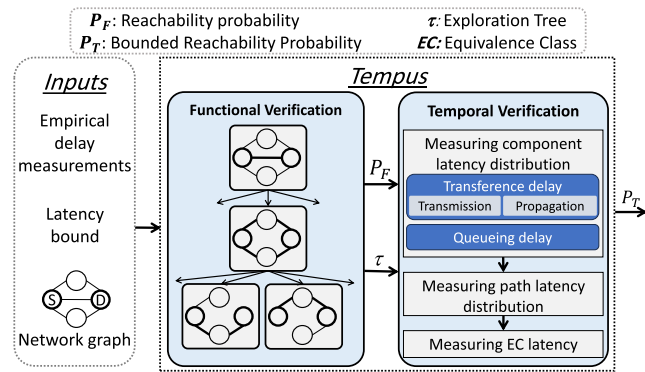 P_F: Reachability probability
τ: Exploration Tree
P_T: Bounded Reachability Probability
EC: Equivalence Class
Inputs
Empirical
delay
measurements
Latency
bound
S D
Network graph
Tempus
Functional Verification
P_F
τ
Temporal Verification
Measuring component
latency distribution
Transference delay
Transmission
Propagation
Queueing delay
Measuring path latency
distribution
Measuring EC latency
P_T